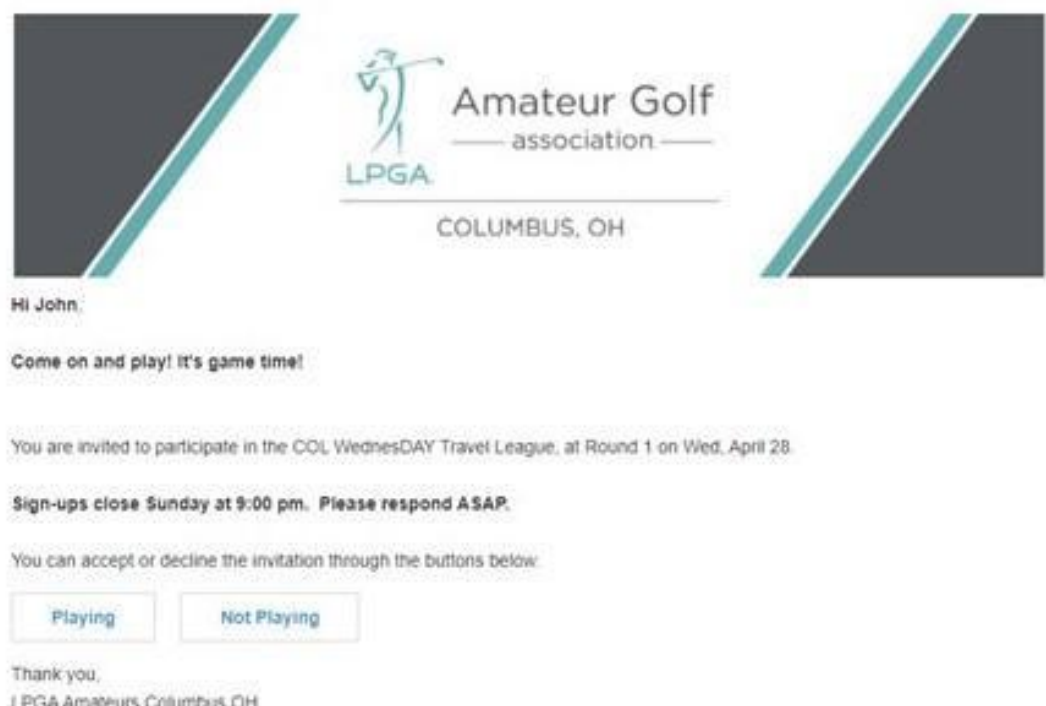 Amateur Golf
association
LPGA
COLUMBUS, OH
Hi John,
Come on and play! It's game time!
You are invited to participate in the COL WednesDAY Travel League, at Round 1 on Wed, April 28.
Sign-ups close Sunday at 9:00 pm. Please respond ASAP.
You can accept or decline the invitation through the buttons below.
Playing
Not Playing
Thank you,
LPGA Amateurs Columbus OH